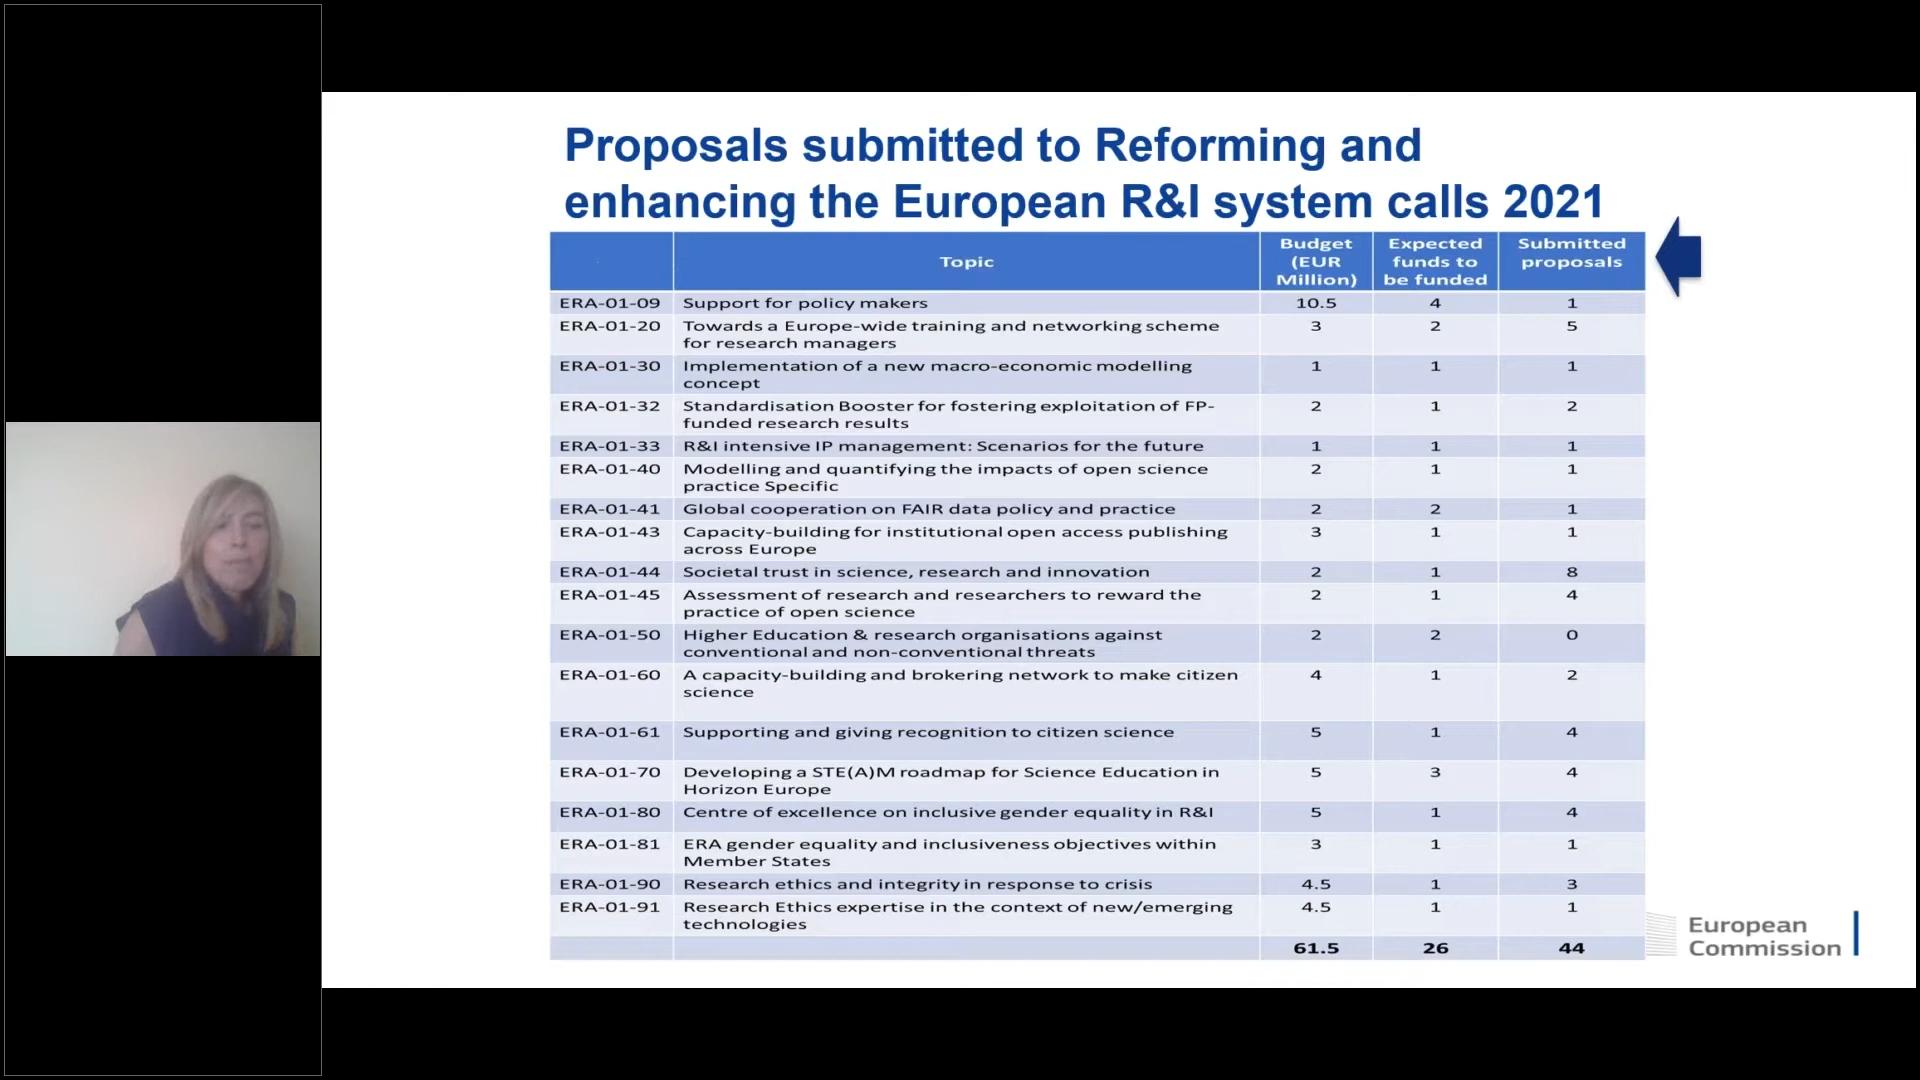 Proposals submitted to Reforming and
enhancing the European R&I system calls 2021
Topic
Budget
(EUR
Million)
Expected
funds to
be funded
Submitted
proposals
ERA-01-09 Support for policy makers 10.5 4 1
ERA-01-20 Towards a Europe-wide training and networking scheme 3 2 5
for research managers
ERA-01-30 Implementation of a new macro-economic modelling 1 1 1
concept
ERA-01-32 Standardisation Booster for fostering exploitation of FP- 2 1 2
funded research results
ERA-01-33 R&I intensive IP management: Scenarios for the future 1 1 1
ERA-01-40 Modelling and quantifying the impacts of open science 2 1 1
practice Specific
ERA-01-41 Global cooperation on FAIR data policy and practice 2 2 1
ERA-01-43 Capacity-building for institutional open access publishing 3 1 1
across Europe
ERA-01-44 Societal trust in science, research and innovation 2 1 8
ERA-01-45 Assessment of research and researchers to reward the 2 1 4
practice of open science
ERA-01-50 Higher Education & research organisations against 2 2 0
conventional and non-conventional threats
ERA-01-60 A capacity-building and brokering network to make citizen 4 1 2
science
ERA-01-61 Supporting and giving recognition to citizen science 5 1 4
ERA-01-70 Developing a STE(A)M roadmap for Science Education in 5 3 4
Horizon Europe
ERA-01-80 Centre of excellence on inclusive gender equality in R&I 5 1 4
ERA-01-81 ERA gender equality and inclusiveness objectives within 3 1 1
Member States
ERA-01-90 Research ethics and integrity in response to crisis 4.5 1 3
ERA-01-91 Research Ethics expertise in the context of new/emerging 4.5 1 1
technologies
61.5 26 44
European
Commission